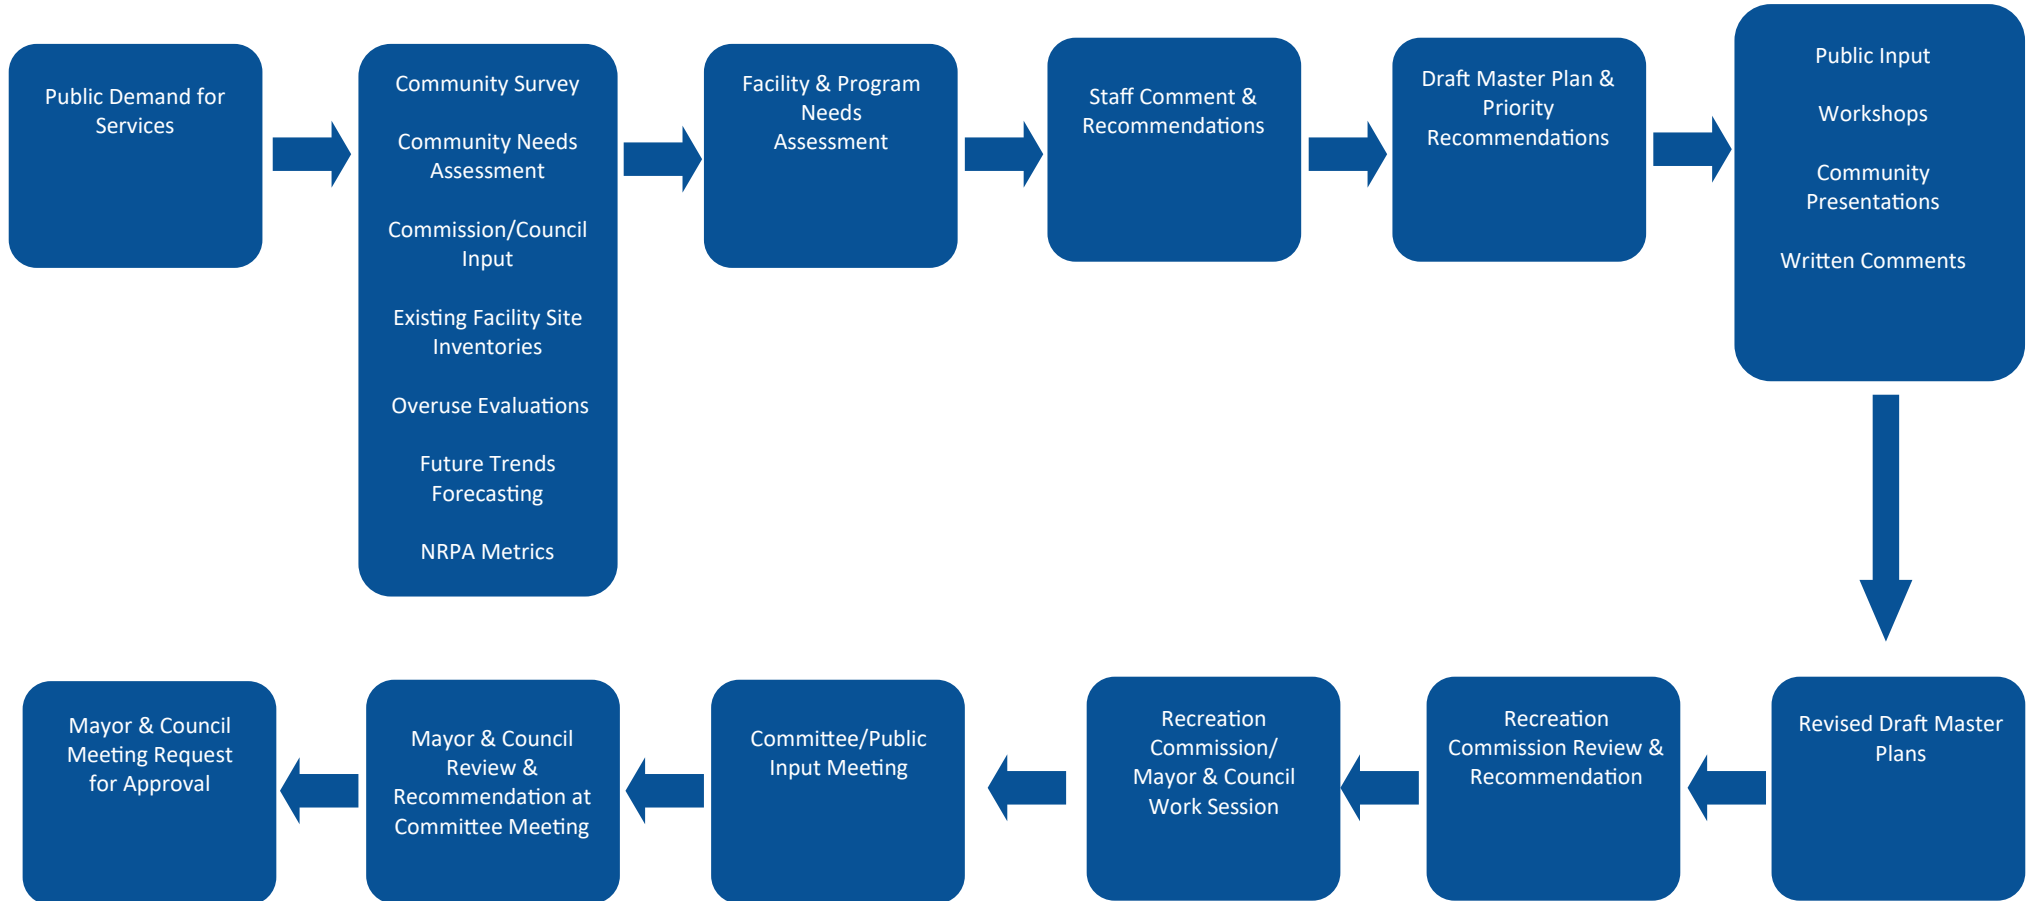 Public Demand for
Services
Community Survey
Community Needs
Assessment
Commission/Council
Input
Existing Facility Site
Inventories
Overuse Evaluations
Future Trends
Forecasting
NRPA Metrics
Facility & Program
Needs
Assessment
Staff Comment &
Recommendations
Draft Master Plan &
Priority
Recommendations
Public Input
Workshops
Community
Presentations
Written Comments
Revised Draft Master
Plans
Recreation
Commission Review &
Recommendation
Recreation
Commission/
Mayor & Council
Work Session
Committee/Public
Input Meeting
Mayor & Council
Review &
Recommendation at
Committee Meeting
Mayor & Council
Meeting Request
for Approval